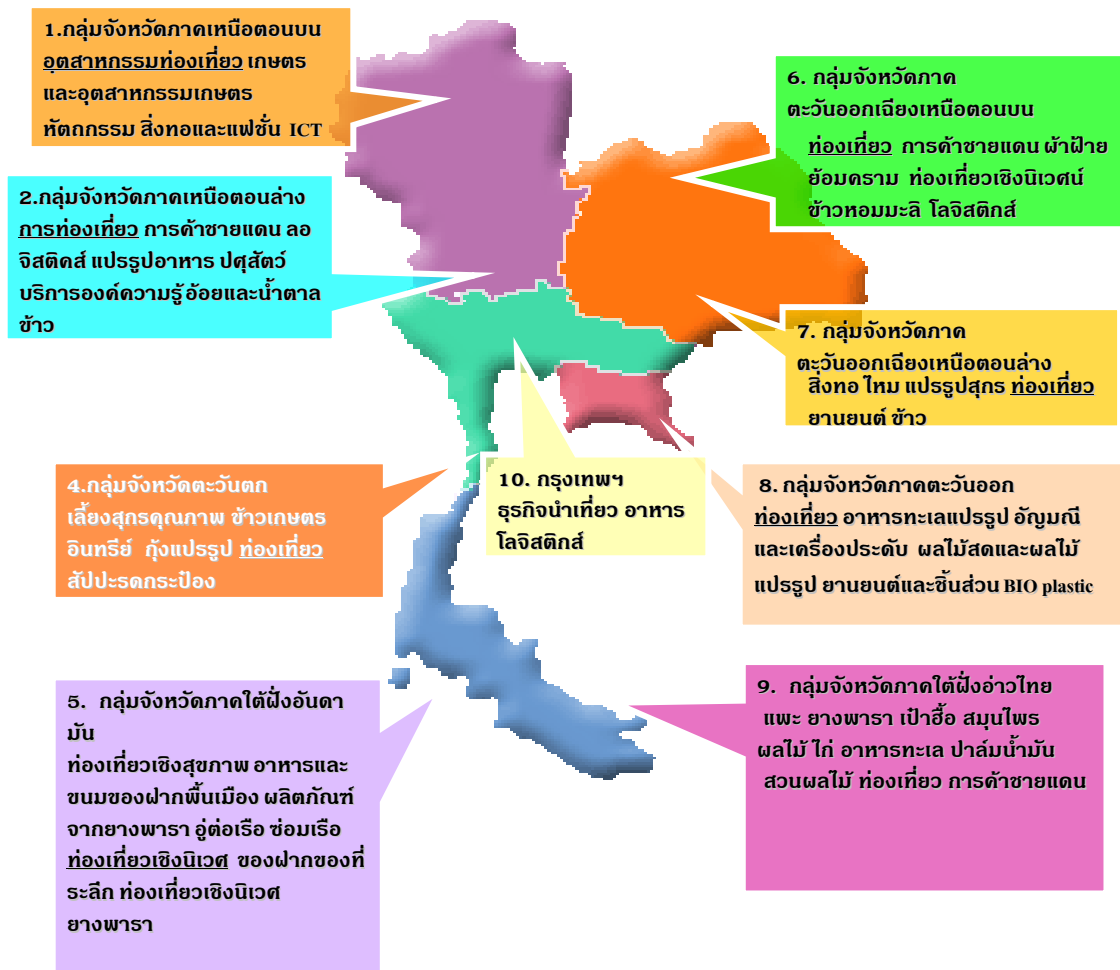 1.กลุ่มจังหวัดภาคเหนือตอนบน
อุตสาหกรรมท่องเที่ยว เกษตร
และอุตสาหกรรมเกษตร
หัตถกรรม สิ่งทอและแฟชั่น ICT
2.กลุ่มจังหวัดภาคเหนือตอนล่าง
การท่องเที่ยว การค้าชายแดน ลอ
จิสติคส์ แปรรูปอาหาร ปศุสัตว์
บริการองค์ความรู้ อ้อยและน้ำตาล
ข้าว
6. กลุ่มจังหวัดภาค
ตะวันออกเฉียงเหนือตอนบน
ท่องเที่ยว การค้าชายแดน ผ้าฝ้าย
ย้อมคราม ท่องเที่ยวเชิงนิเวศน์
ข้าวหอมมะลิ โลจิสติกส์
7. กลุ่มจังหวัดภาค
ตะวันออกเฉียงเหนือตอนล่าง
สิ่งทอ ไหม แปรรูปสุกร ท่องเที่ยว
ยานยนต์ ข้าว
4.กลุ่มจังหวัดตะวันตก
เลี้ยงสุกรคุณภาพ ข้าวเกษตร
อินทรีย์ กุ้งแปรรูป ท่องเที่ยว
สัปปะรดกระป๋อง
10. กรุงเทพฯ
ธุรกิจนำเที่ยว อาหาร
โลจิสติกส์
8. กลุ่มจังหวัดภาคตะวันออก
ท่องเที่ยว อาหารทะเลแปรรูป อัญมณี
และเครื่องประดับ ผลไม้สดและผลไม้
แปรรูป ยานยนต์และชิ้นส่วน BIO plastic
5. กลุ่มจังหวัดภาคใต้ฝั่งอันดา
มัน
ท่องเที่ยวเชิงสุขภาพ อาหารและ
ขนมของฝากพื้นเมือง ผลิตภัณฑ์
จากยางพารา อู่ต่อเรือ ซ่อมเรือ
ท่องเที่ยวเชิงนิเวศ ของฝากของที่
ระลึก ท่องเที่ยวเชิงนิเวศ
ยางพารา
9. กลุ่มจังหวัดภาคใต้ฝั่งอ่าวไทย
แพะ ยางพารา เป๋าฮื้อ สมุนไพร
ผลไม้ ไก่ อาหารทะเล ปาล์มน้ำมัน
สวนผลไม้ ท่องเที่ยว การค้าชายแดน